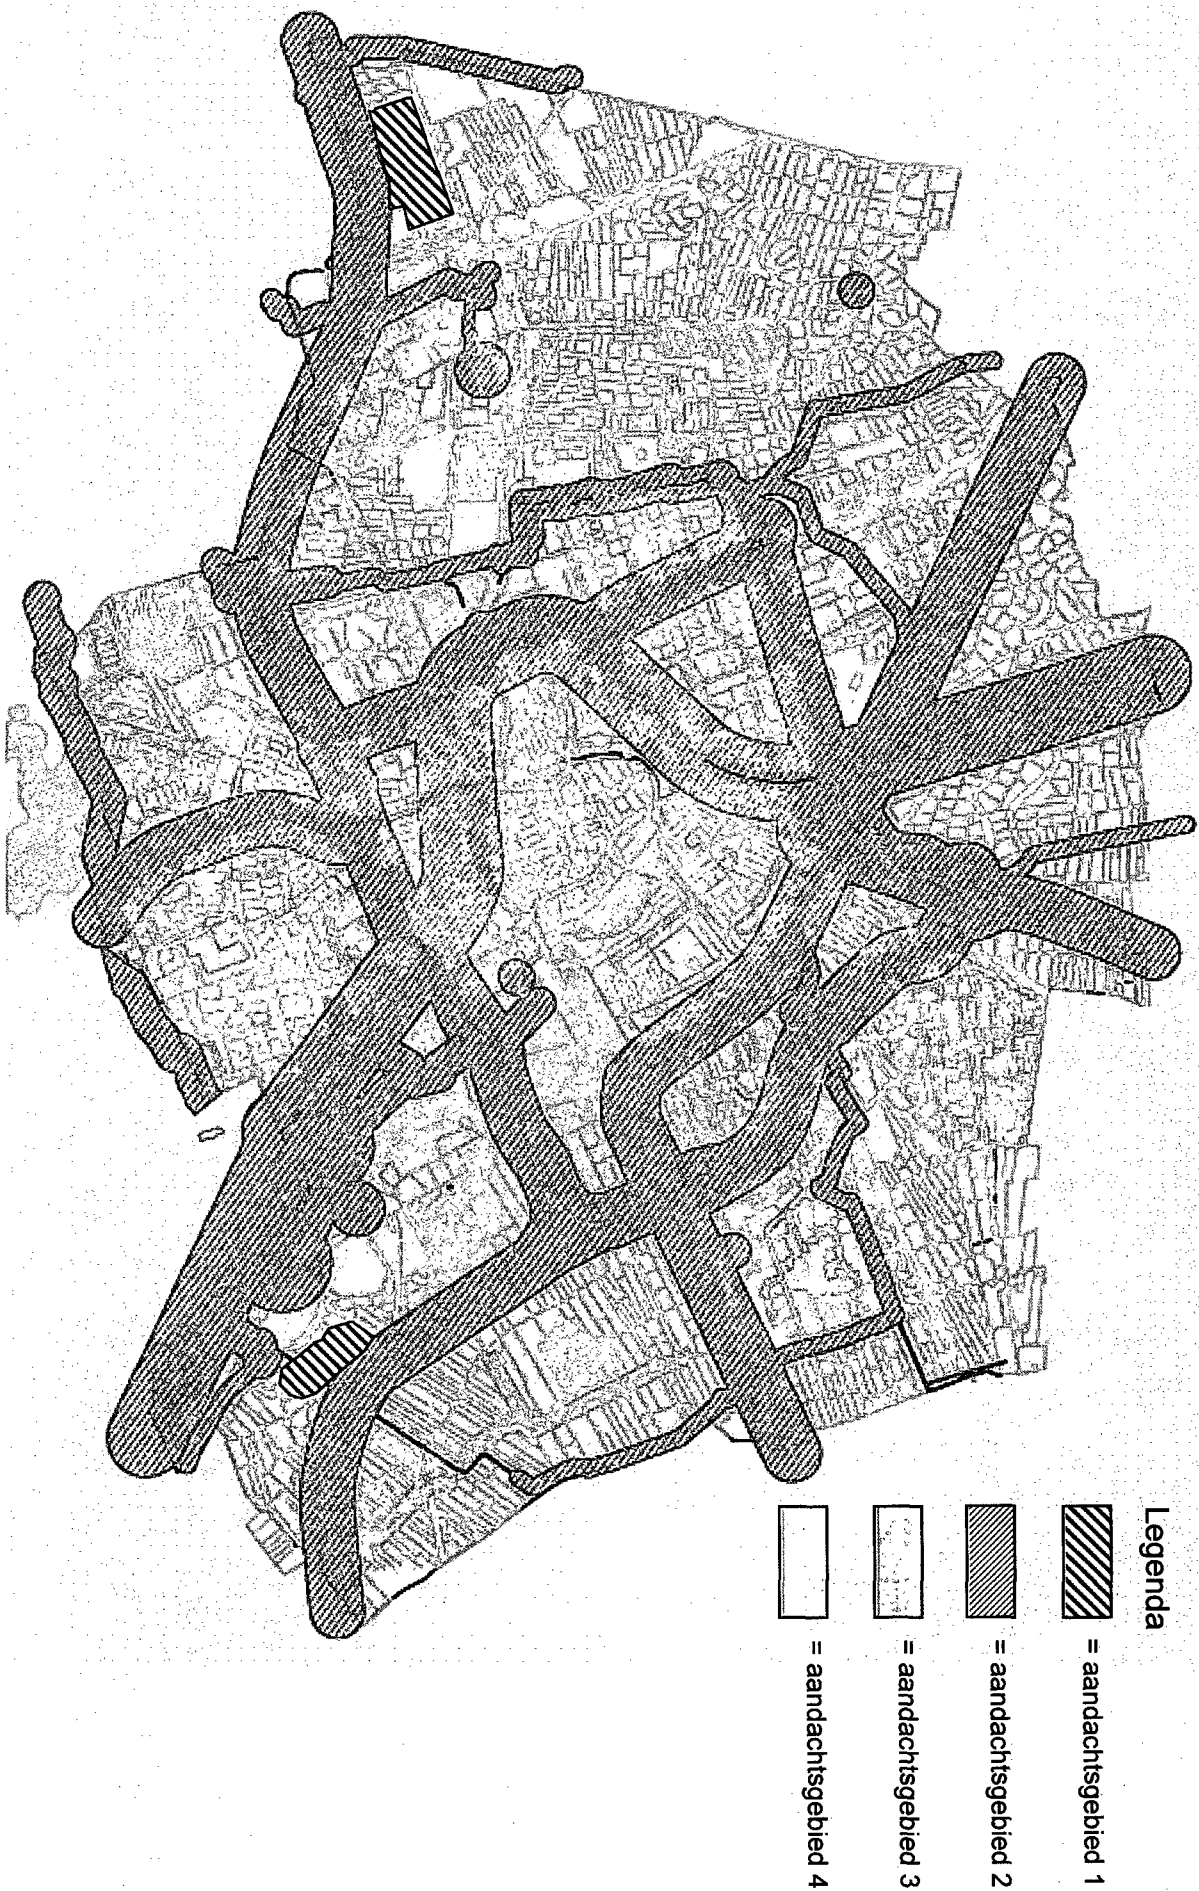 Legenda
= aandachtsgebied 1
= aandachtsgebied 2
= aandachtsgebied 3
= aandachtsgebied 4